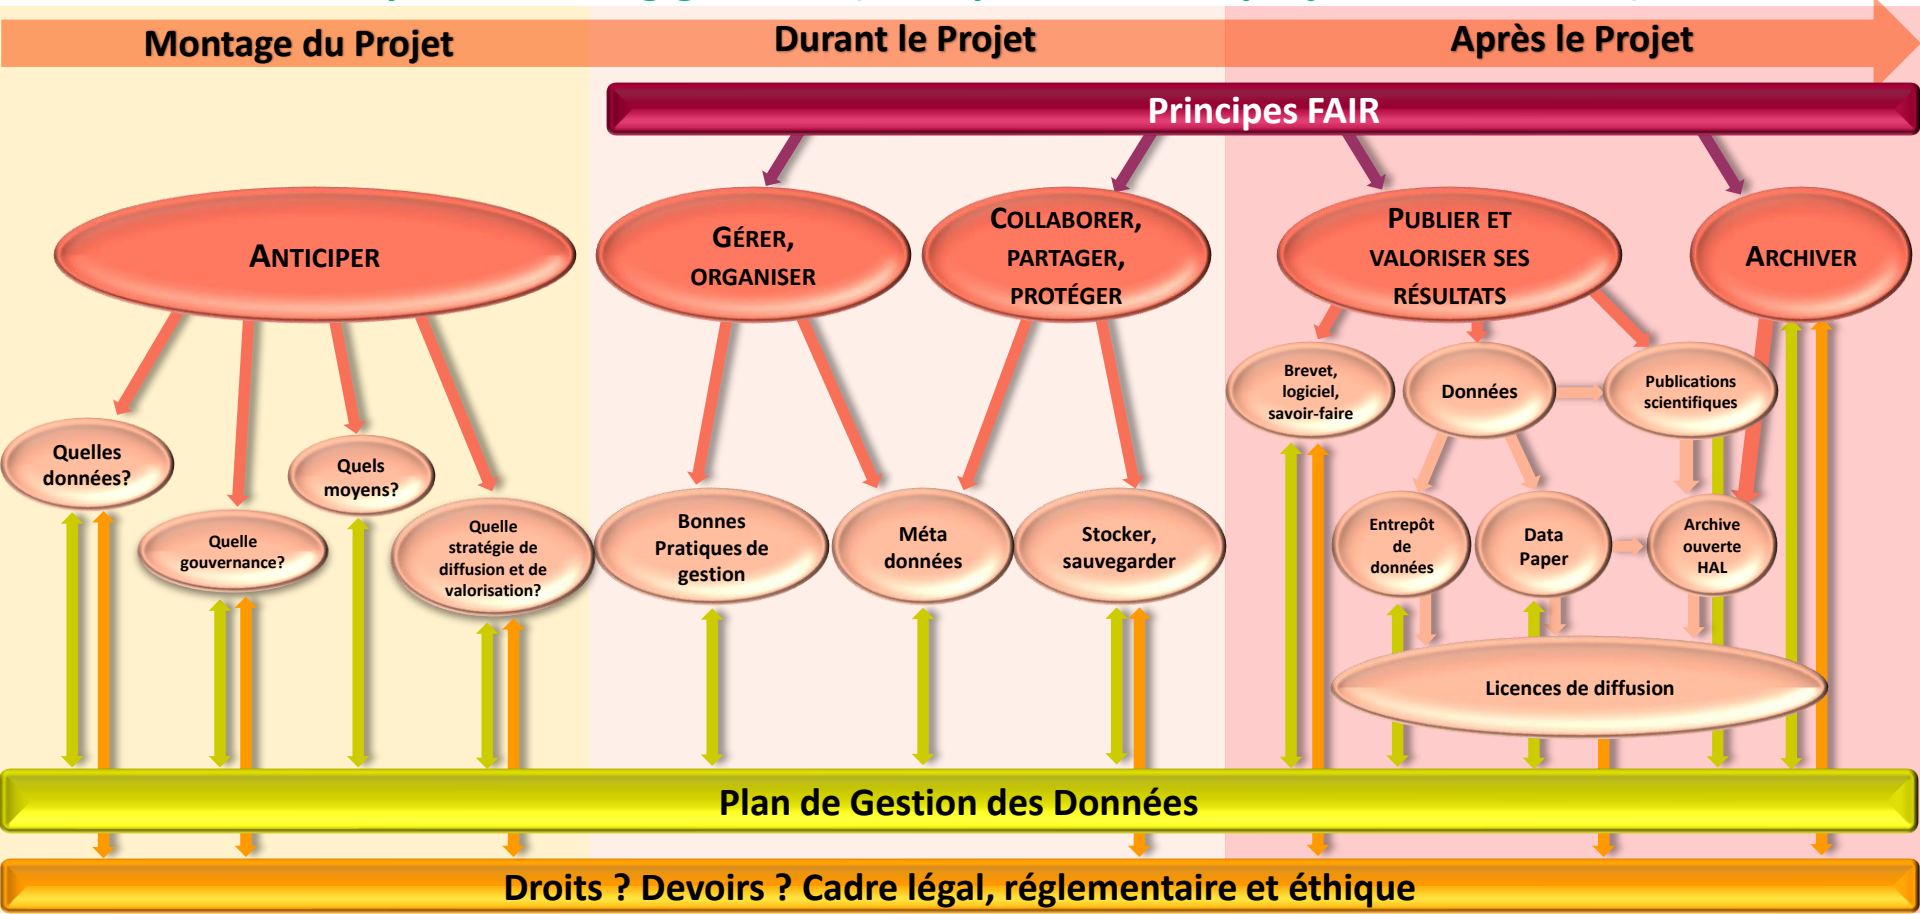 Montage du Projet
Durant le Projet
Après le Projet
Principes FAIR
ANTICIPER
GÉRER,
ORGANISER
COLLABORER,
PARTAGER,
PROTÉGER
PUBLIER ET
VALORISER SES
RÉSULTATS
ARCHIVER
Brevet,
logiciel,
savoir-faire
Données
Publications
scientifiques
Quelles
données?
Quels
moyens?
Quelle
gouvernance?
Quelle
stratégie de
diffusion et de
valorisation?
Bonnes
Pratiques de
gestion
Méta
données
Stocker,
sauvegarder
Entrepôt
de
données
Data
Paper
Archive
ouverte
HAL
Licences de diffusion
Plan de Gestion des Données
Droits ? Devoirs ? Cadre légal, réglementaire et éthique